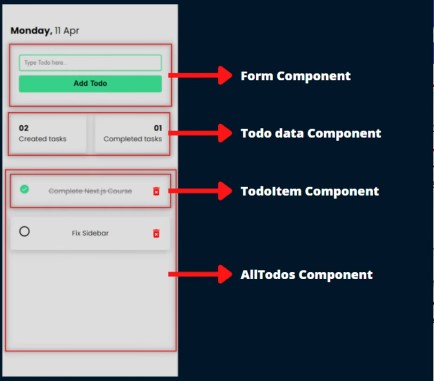 Monday, 11 Apr
Type Todo here...
Add Todo
Form Component
02
Created tasks
01
Completed tasks
Todo data Component
Complete Next js Course
TodoItem Component
Fix Sidebar
AllTodos Component